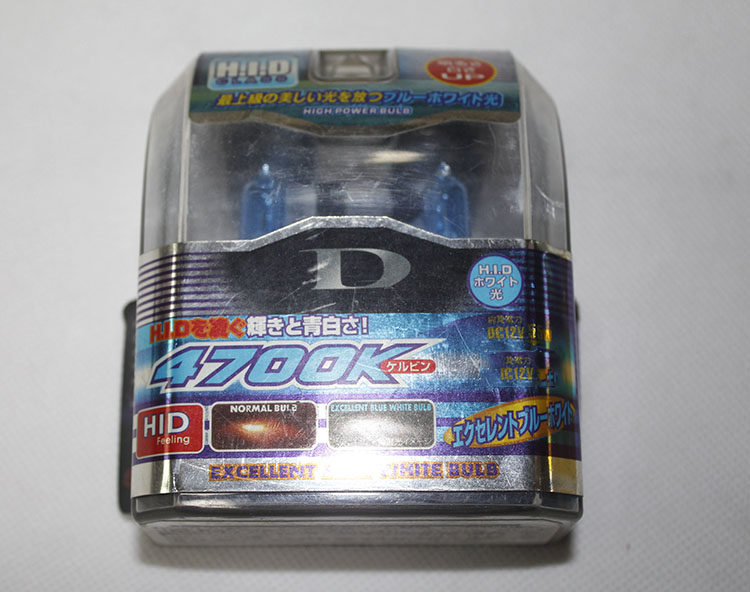 H.I.D
CLASS
UP
最上級の美しい光を放つブルーホワイト光
HIGH POWER BULB
D
H.I.D
ホワイト
光
H.I.Dを凌ぐ輝きと青白さ!
4700K
ケルビン
DC12V
DC12V
HID
Feeling
NORMAL BULB
EXCELLENT BLUE WHITE BULB
エクセレントブルーホワイト
EXCELLENT WHITE BULB